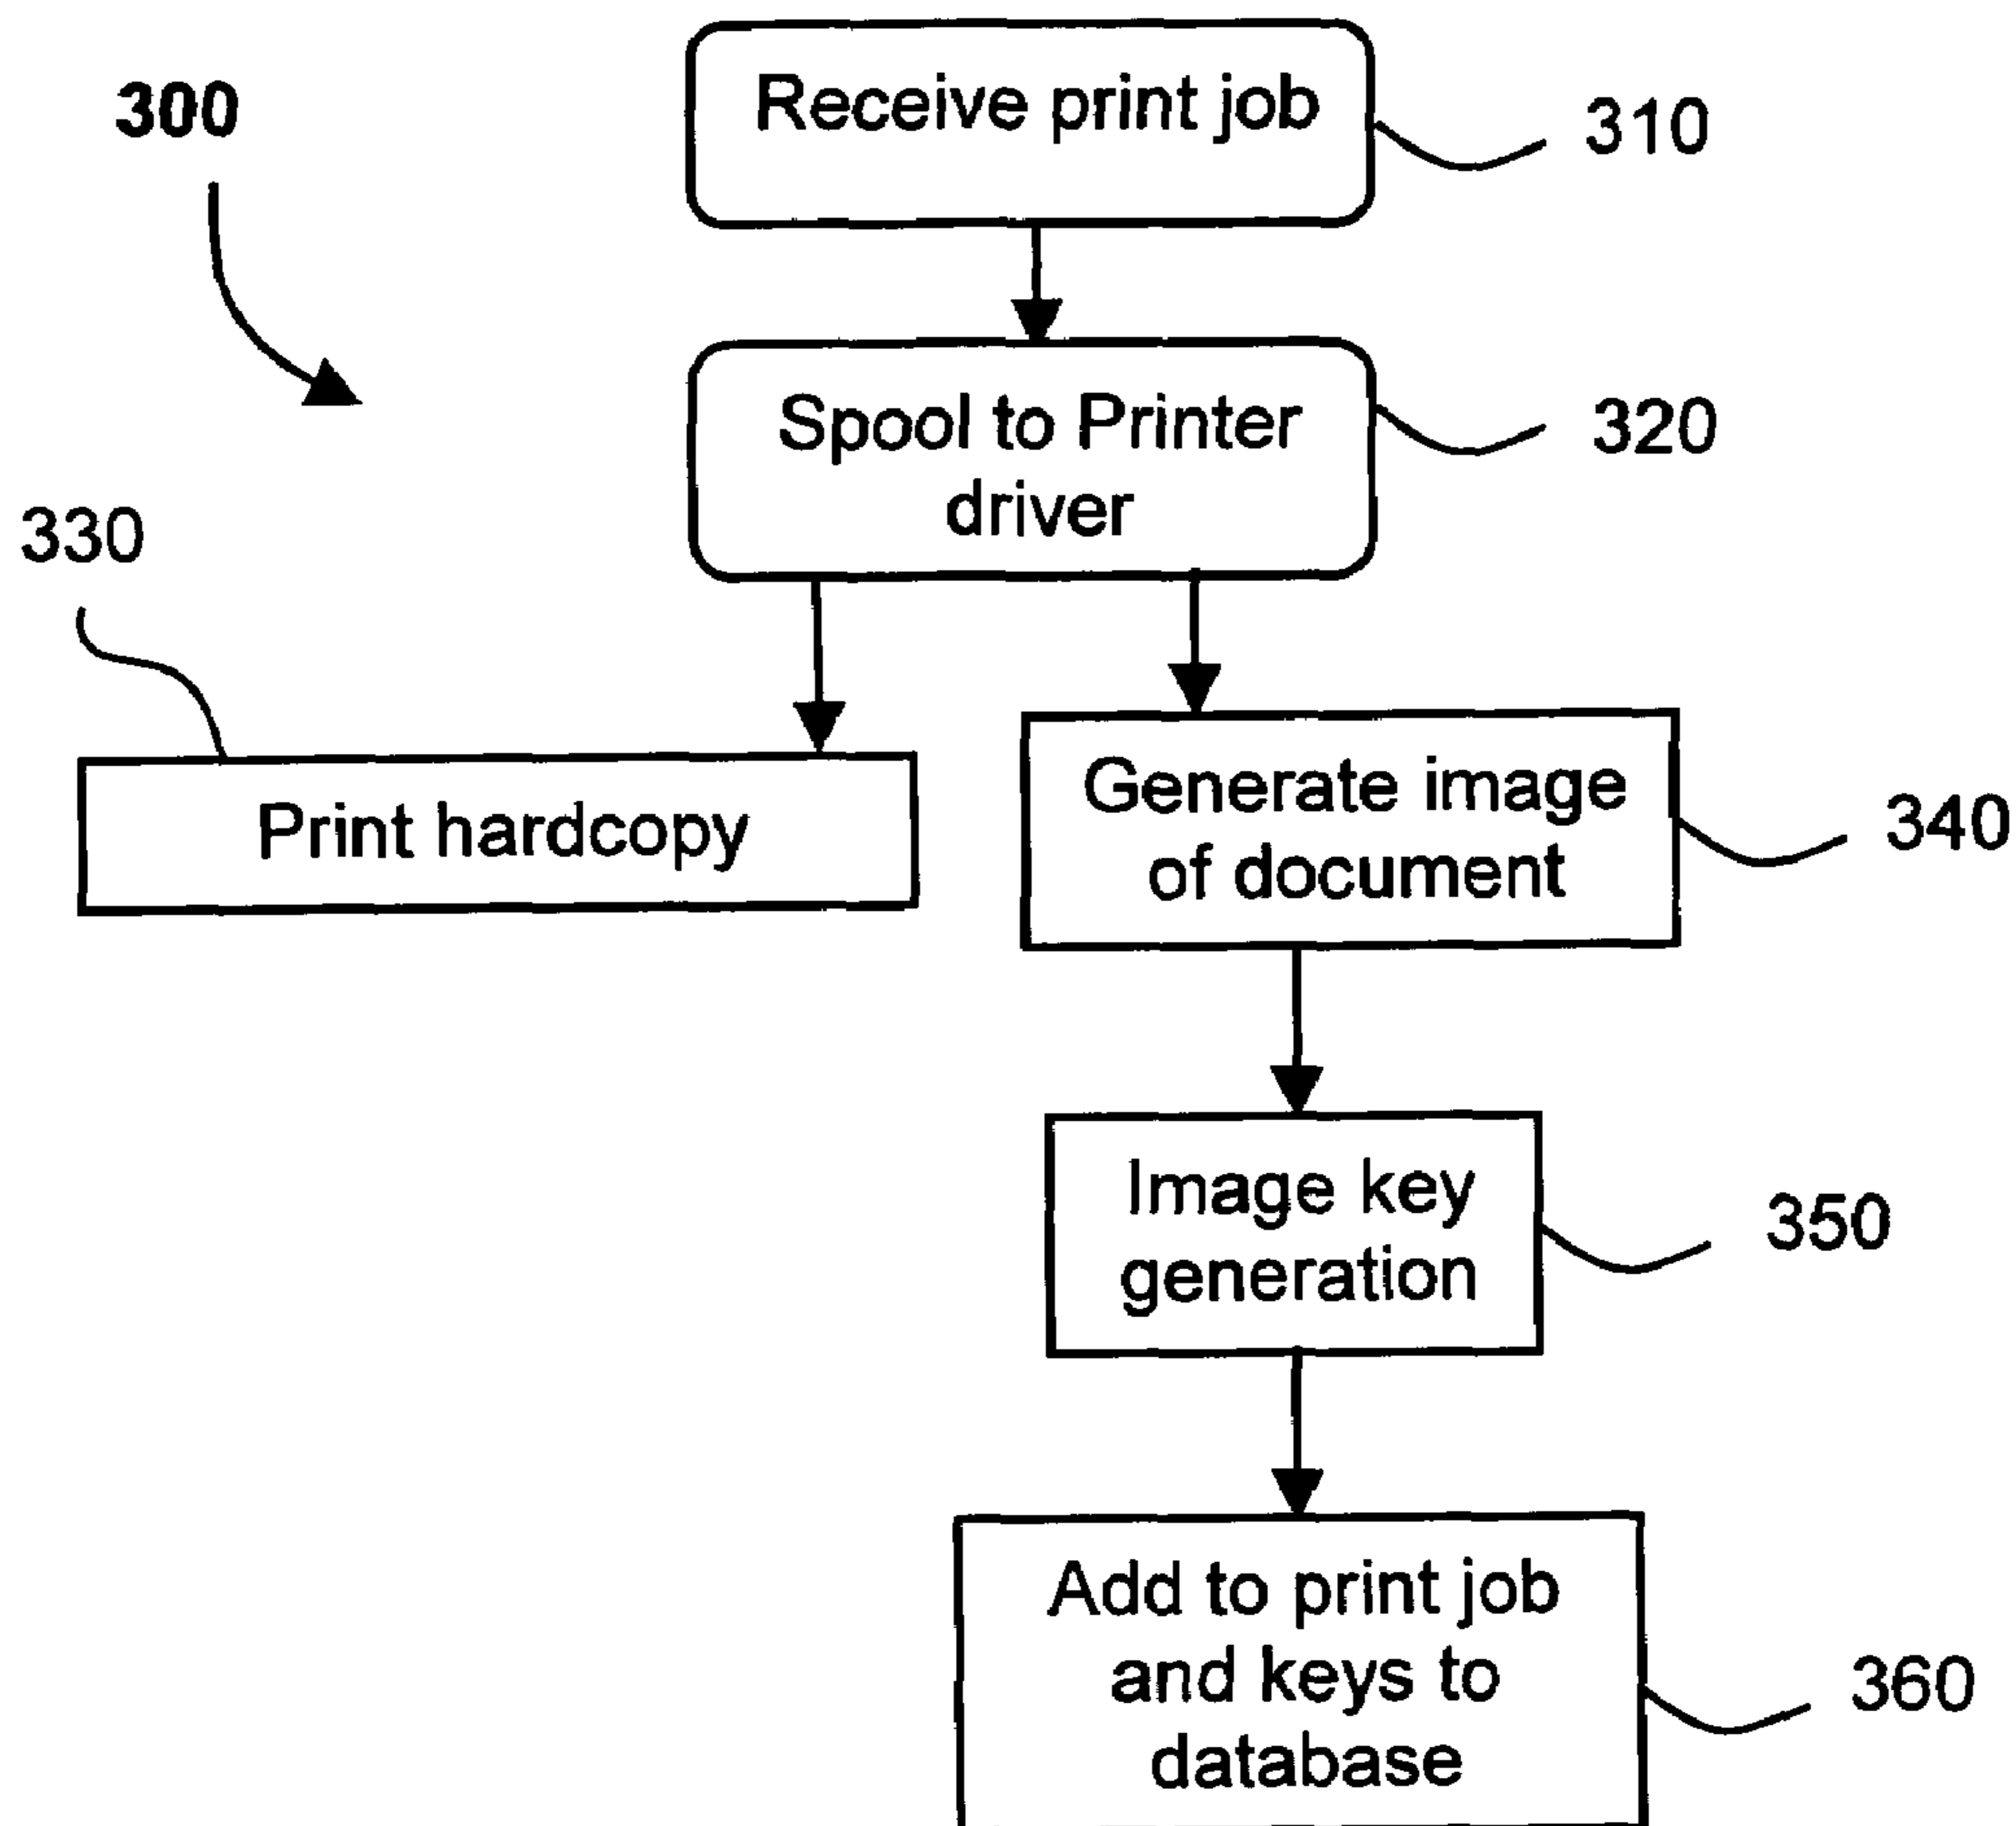 300
Receive print job
310
Spool to Printer
driver
320
330
Print hardcopy
Generate image
of document
340
Image key
generation
350
Add to print job
and keys to
database
360